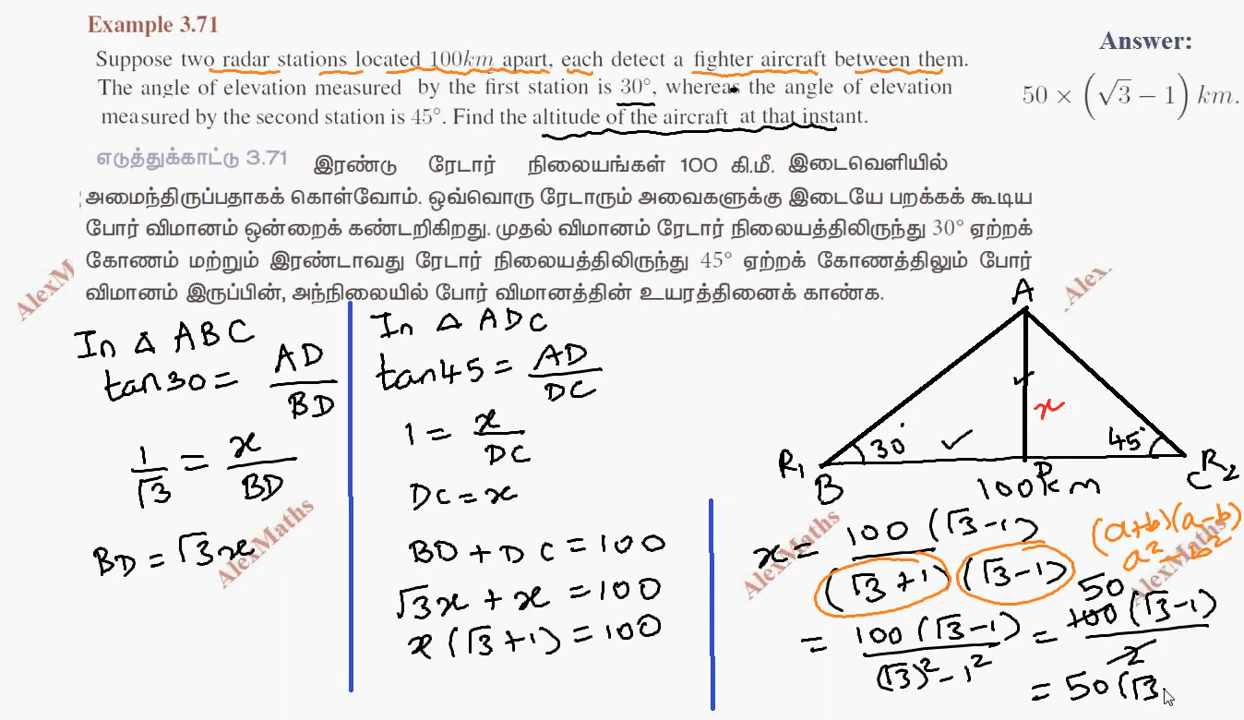 Example 3.71
Suppose two radar stations located 100km apart, each detect a fighter aircraft between them.
The angle of elevation measured by the first station is 30°, whereas the angle of elevation
measured by the second station is 45°. Find the altitude of the aircraft at that instant.
Answer:
50 × (√3 − 1) km.
எடுத்துக்காட்டு 3.71 இரண்டு ரேடார் நிலையங்கள் 100 கி.மீ. இடைவெளியில்
அமைந்திருப்பதாகக் கொள்வோம். ஒவ்வொரு ரேடாரும் அவைகளுக்கு இடையே பறக்கக் கூடிய
போர் விமானம் ஒன்றைக் கண்டறிகிறது. முதல் விமானம் ரேடார் நிலையத்திலிருந்து 30° ஏற்றக்
கோணம் மற்றும் இரண்டாவது ரேடார் நிலையத்திலிருந்து 45° ஏற்றக் கோணத்திலும் போர்
விமானம் இருப்பின், அந்நிலையில் போர் விமானத்தின் உயரத்தினைக் காண்க.
AlexM
Alex
In Δ ABC
tan30 = AD/BD
1/√3 = x/BD
BD = √3x
AlexMaths
In Δ ADC
tan45 = AD/DC
1 = x/DC
DC = x
BD + DC = 100
√3x + x = 100
x (√3 + 1) = 100
A
x
30°
45°
R1
B
D
C
R2
100km
x = 100 (√3-1) / (√3+1) (√3-1)
(a+b)(a-b)
a² - b²
= 100 (√3-1) / (√3)² - 1² = 100 (√3-1) / 2
50
= 50 (√3
AlexMaths
AlexMaths